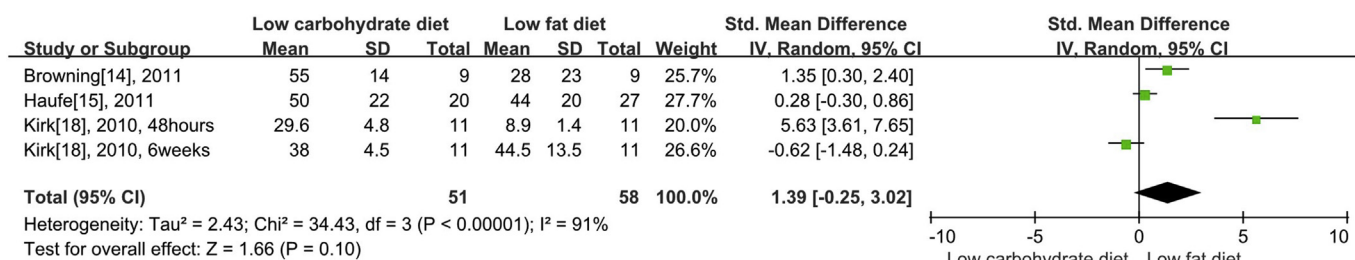 Low carbohydrate diet Low fat diet Std. Mean Difference Std. Mean Difference
Study or Subgroup Mean SD Total Mean SD Total Weight IV, Random, 95% CI IV, Random, 95% CI
Browning[14], 2011 55 14 9 28 23 9 25.7% 1.35 [0.30, 2.40]
Haufe[15], 2011 50 22 20 44 20 27 27.7% 0.28 [-0.30, 0.86]
Kirk[18], 2010, 48hours 29.6 4.8 11 8.9 1.4 11 20.0% 5.63 [3.61, 7.65]
Kirk[18], 2010, 6weeks 38 4.5 11 44.5 13.5 11 26.6% -0.62 [-1.48, 0.24]
Total (95% CI) 51 58 100.0% 1.39 [-0.25, 3.02]
Heterogeneity: Tau² = 2.43; Chi² = 34.43, df = 3 (P < 0.00001); I² = 91%
Test for overall effect: Z = 1.66 (P = 0.10)
-10 -5 0 5 10
Low carbohydrate diet Low fat diet